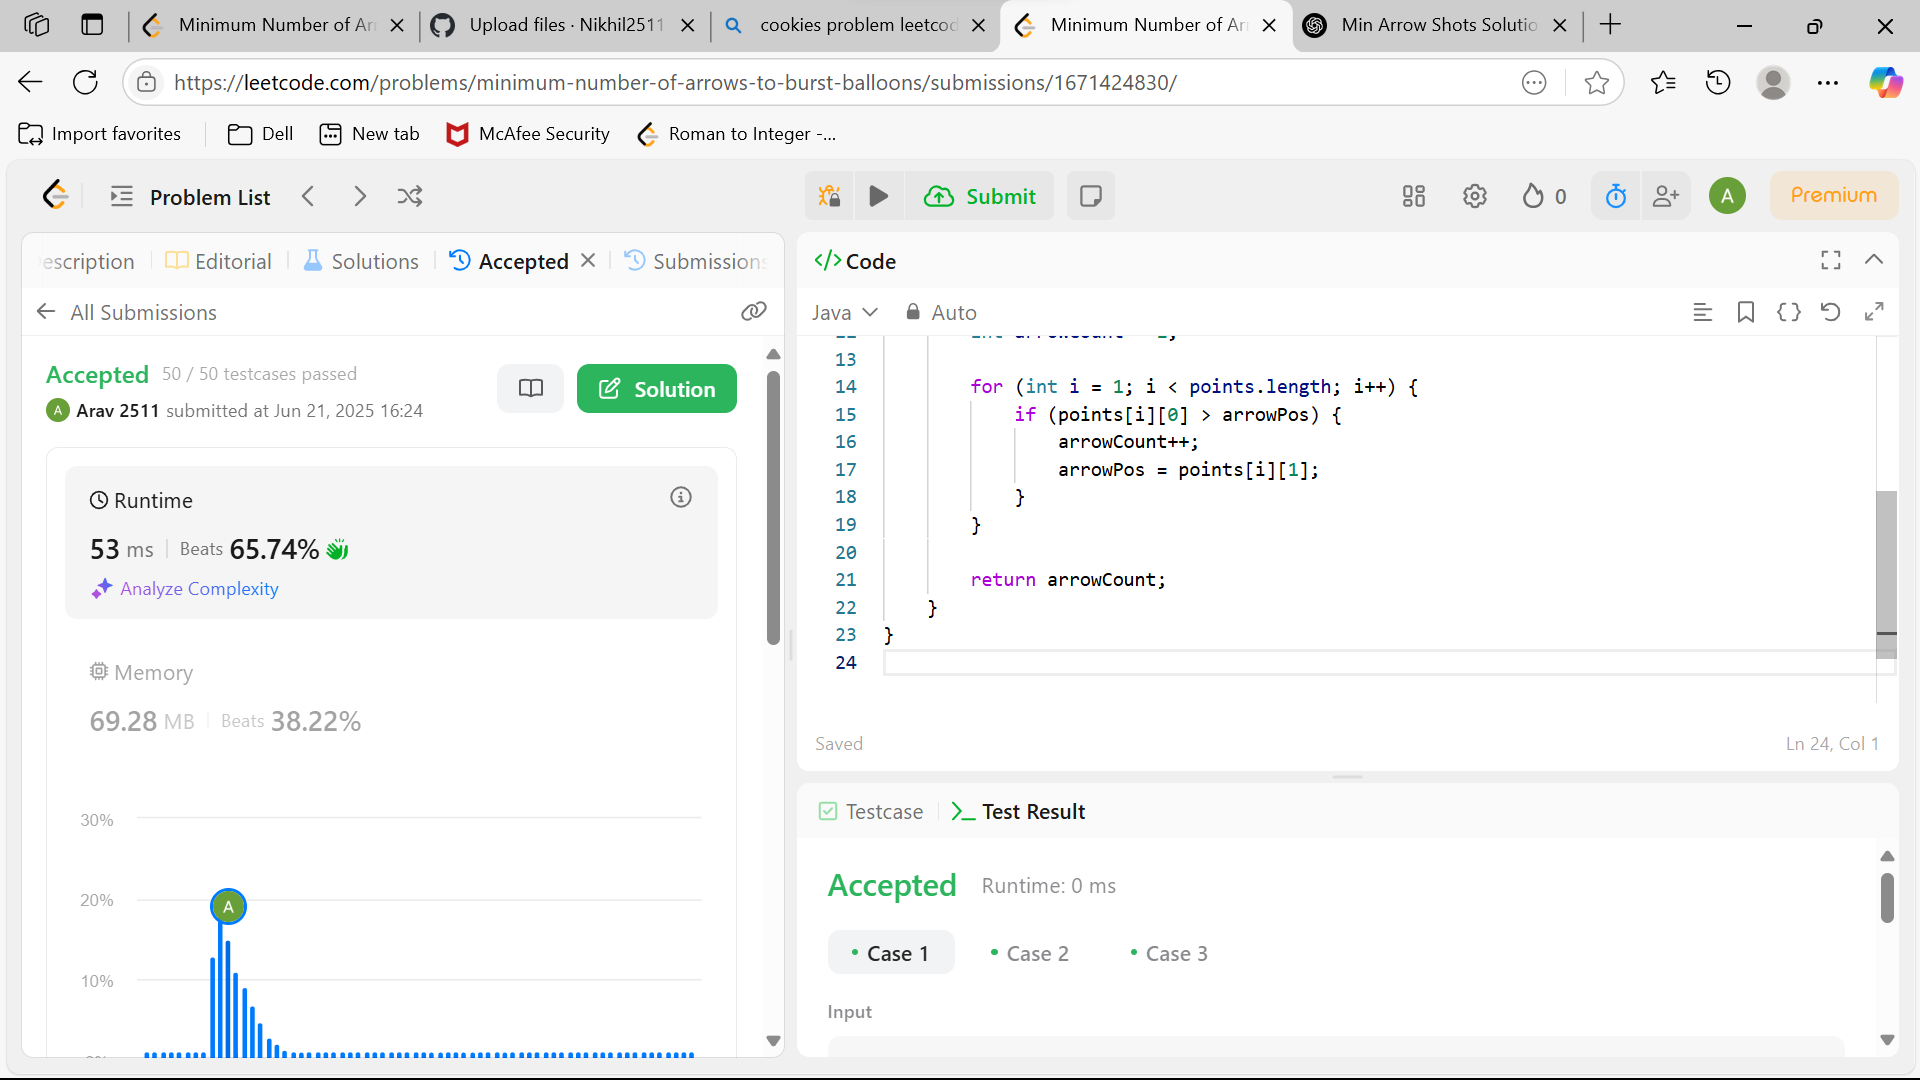 Minimum Number of Ar
Upload files · Nikhil2511
cookies problem leetcod
Minimum Number of Ar
Min Arrow Shots Solutio
https://leetcode.com/problems/minimum-number-of-arrows-to-burst-balloons/submissions/1671424830/
Import favorites
Dell
New tab
McAfee Security
Roman to Integer -...
Problem List
Submit
0
A
Premium
escription
Editorial
Solutions
Accepted
Submissions
All Submissions
Accepted 50 / 50 testcases passed
A Arav 2511 submitted at Jun 21, 2025 16:24
Solution
Runtime
53 ms Beats 65.74%
Analyze Complexity
Memory
69.28 MB Beats 38.22%
30%
20%
A
10%
</> Code
Java
Auto
13
14 for (int i = 1; i < points.length; i++) {
15 if (points[i][0] > arrowPos) {
16 arrowCount++;
17 arrowPos = points[i][1];
18 }
19 }
20
21 return arrowCount;
22 }
23 }
24
Saved
Ln 24, Col 1
Testcase
Test Result
Accepted Runtime: 0 ms
Case 1
Case 2
Case 3
Input